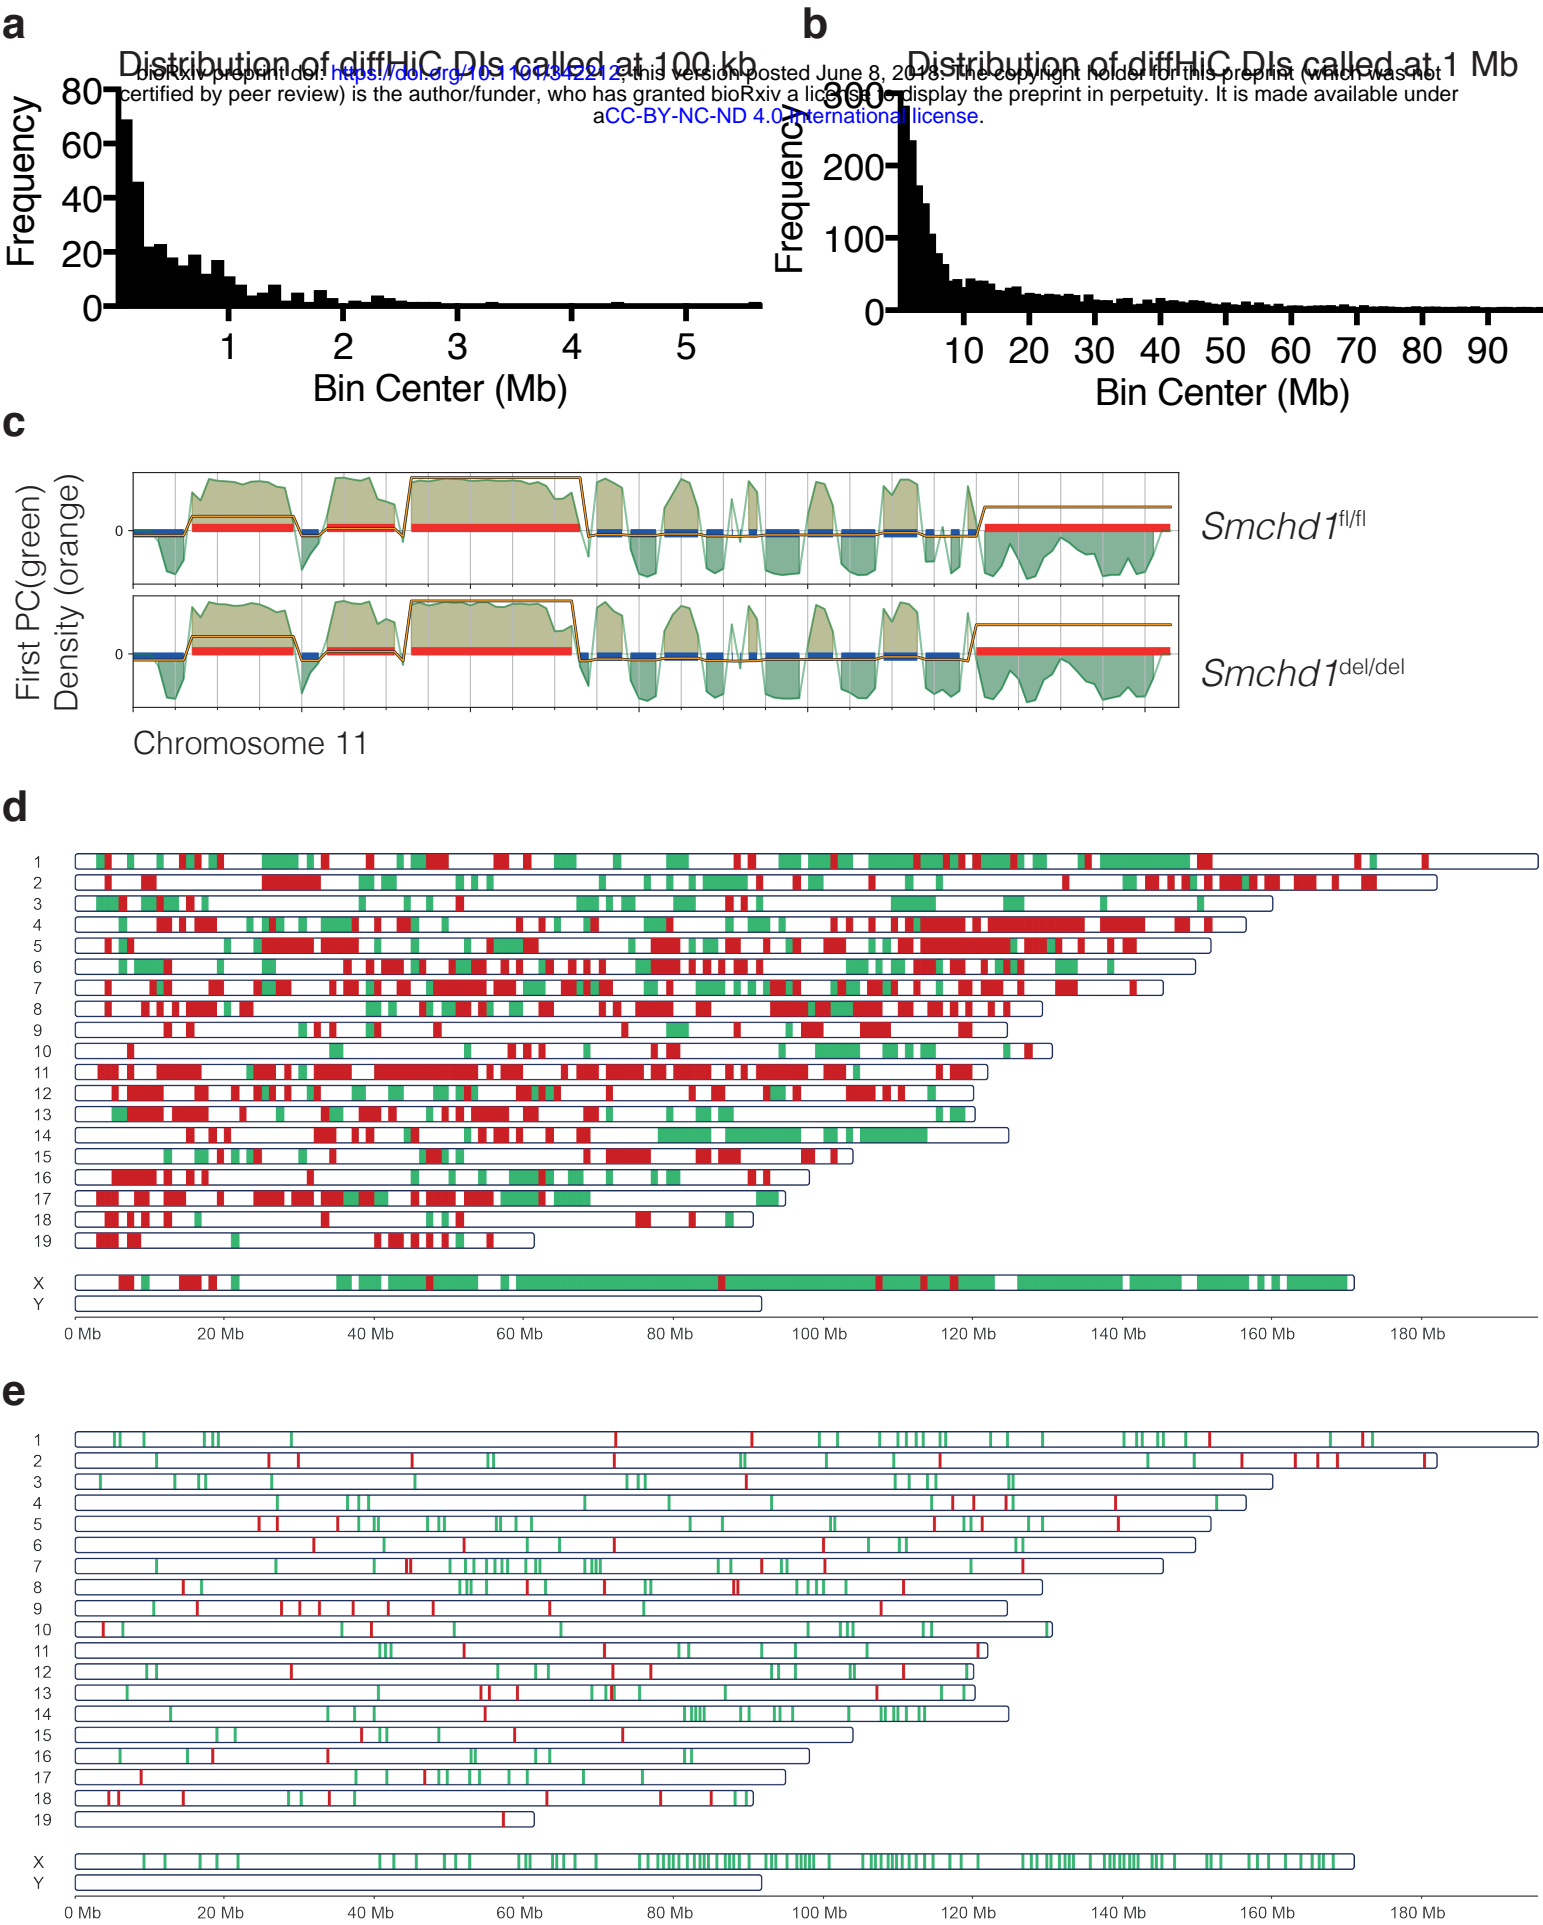 a
b
Distribution of diffHiC DIs called at 100 kb
Distribution of diffHiC DIs called at 1 Mb
bioRxiv preprint doi: https://doi.org/10.1101/342212; this version posted June 8, 2018. The copyright holder for this preprint (which was not
certified by peer review) is the author/funder, who has granted bioRxiv a license to display the preprint in perpetuity. It is made available under
aCC-BY-NC-ND 4.0 International license.
Frequency
80
60
40
20
0
1 2 3 4 5
Bin Center (Mb)
Frequency
300
200
100
0
10 20 30 40 50 60 70 80 90
Bin Center (Mb)
c
First PC(green)
Density (orange)
0
Smchd1fl/fl
0
Smchd1del/del
Chromosome 11
d
1
2
3
4
5
6
7
8
9
10
11
12
13
14
15
16
17
18
19
X
Y
0 Mb 20 Mb 40 Mb 60 Mb 80 Mb 100 Mb 120 Mb 140 Mb 160 Mb 180 Mb
e
1
2
3
4
5
6
7
8
9
10
11
12
13
14
15
16
17
18
19
X
Y
0 Mb 20 Mb 40 Mb 60 Mb 80 Mb 100 Mb 120 Mb 140 Mb 160 Mb 180 Mb